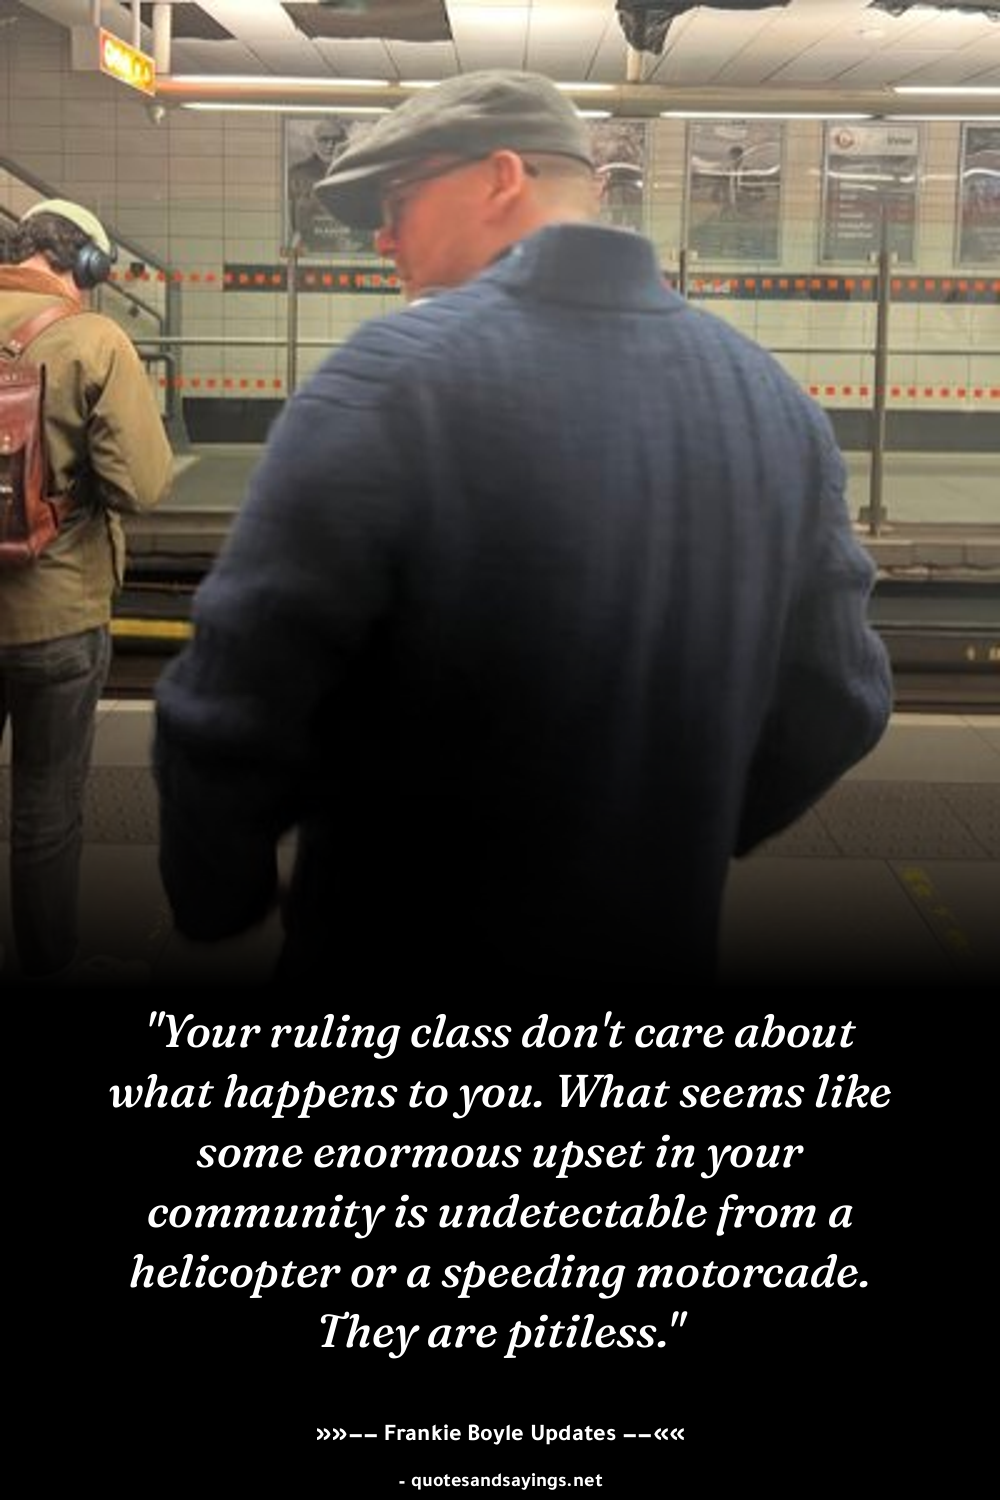 "Your ruling class don't care about
what happens to you. What seems like
some enormous upset in your
community is undetectable from a
helicopter or a speeding motorcade.
They are pitiless."
»»−− Frankie Boyle Updates −−««
- quotesandsayings.net